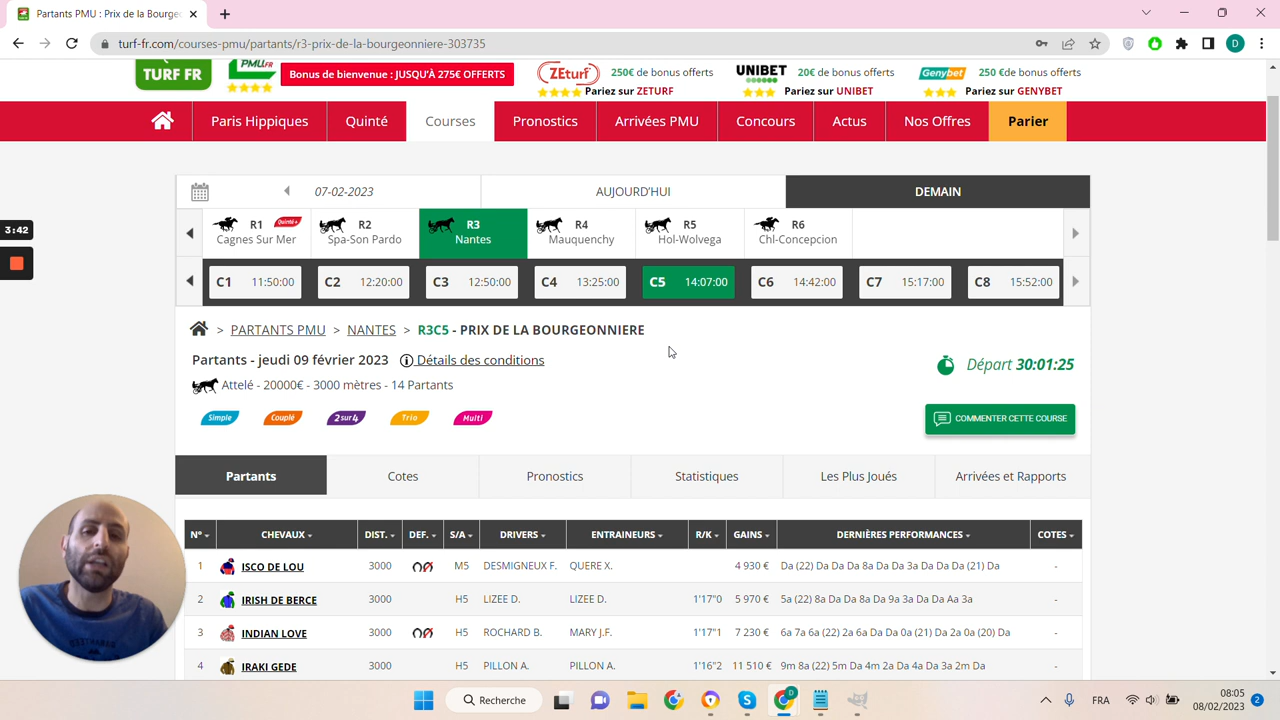 Partants PMU : Prix de la Bourge
turf-fr.com/courses-pmu/partants/r3-prix-de-la-bourgeonniere-303735
TURF FR
PMU.FR
Bonus de bienvenue : JUSQU'À 275€ OFFERTS
ZEturf
250€ de bonus offerts
Pariez sur ZETURF
UNIBET
20€ de bonus offerts
Pariez sur UNIBET
Genybet
250 €de bonus offerts
Pariez sur GENYBET
Paris Hippiques
Quinté
Courses
Pronostics
Arrivées PMU
Concours
Actus
Nos Offres
Parier
07-02-2023
AUJOURD'HUI
DEMAIN
3:42
R1 Quinté+
Cagnes Sur Mer
R2
Spa-Son Pardo
R3
Nantes
R4
Mauquenchy
R5
Hol-Wolvega
R6
Chl-Concepcion
C1 11:50:00
C2 12:20:00
C3 12:50:00
C4 13:25:00
C5 14:07:00
C6 14:42:00
C7 15:17:00
C8 15:52:00
> PARTANTS PMU > NANTES > R3C5 - PRIX DE LA BOURGEONNIERE
Partants - jeudi 09 février 2023 Détails des conditions
Départ 30:01:25
Attelé - 20000€ - 3000 mètres - 14 Partants
Simple Couplé 2sur4 Trio Multi
COMMENTER CETTE COURSE
Partants Cotes Pronostics Statistiques Les Plus Joués Arrivées et Rapports
N° CHEVAUX DIST. DEF. S/A DRIVERS ENTRAINEURS R/K GAINS DERNIÈRES PERFORMANCES COTES
1 ISCO DE LOU 3000 M5 DESMIGNEUX F. QUERE X. 4 930 € Da (22) Da Da Da 8a Da Da 3a Da Da Da (21) Da -
2 IRISH DE BERCE 3000 H5 LIZEE D. LIZEE D. 1'17"0 5 970 € 5a (22) 8a Da Da 8a Da 9a 3a Da Da Aa 3a -
3 INDIAN LOVE 3000 H5 ROCHARD B. MARY J.F. 1'17"1 7 230 € 6a 7a 6a (22) 2a 6a Da Da 0a (21) Da 2a 0a (20) Da -
4 IRAKI GEDE 3000 H5 PILLON A. PILLON A. 1'16"2 11 510 € 9m 8a (22) 5m Da 4m 2a Da 4a Da 3a 2m Da -
Recherche
FRA
08:05
08/02/2023
2